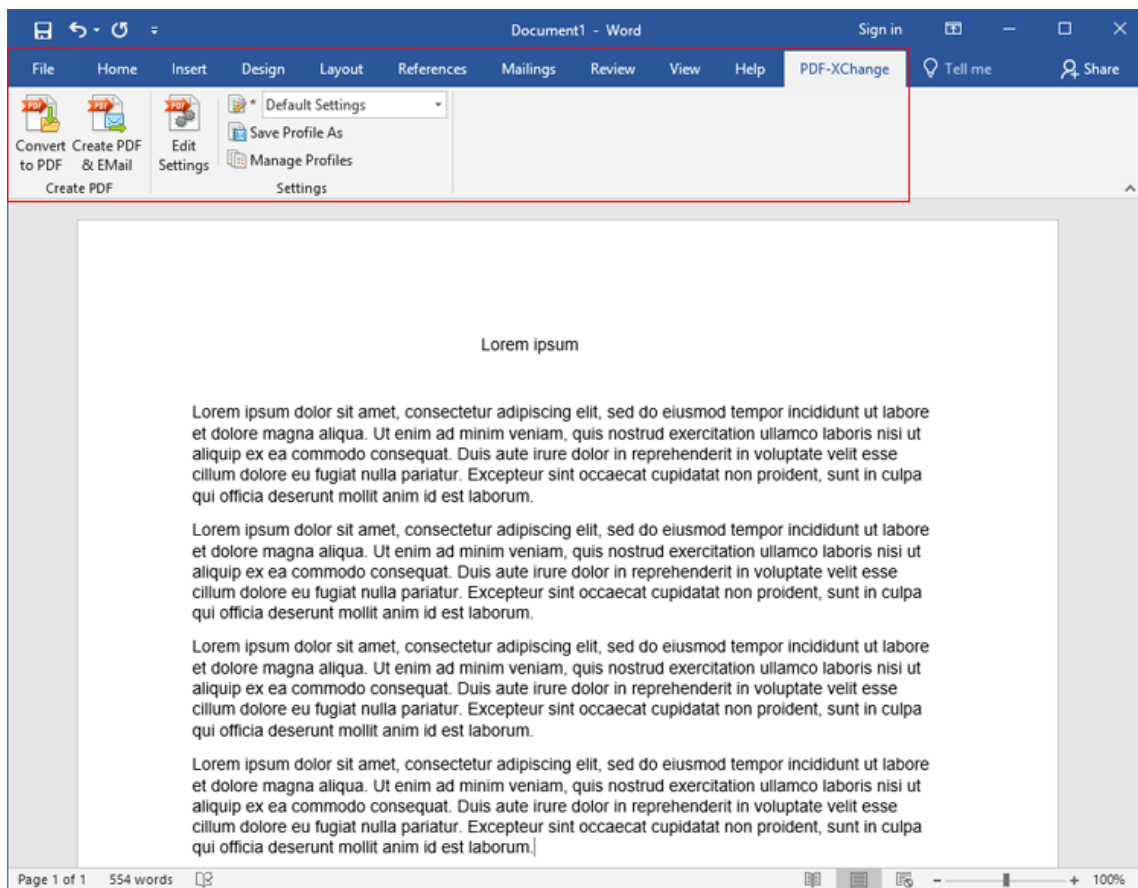 Document1 - Word
Sign in
File Home Insert Design Layout References Mailings Review View Help PDF-XChange Tell me Share
* Default Settings
Convert to PDF
Create PDF & EMail
Edit Settings
Save Profile As
Manage Profiles
Create PDF
Settings
Lorem ipsum
Lorem ipsum dolor sit amet, consectetur adipiscing elit, sed do eiusmod tempor incididunt ut labore
et dolore magna aliqua. Ut enim ad minim veniam, quis nostrud exercitation ullamco laboris nisi ut
aliquip ex ea commodo consequat. Duis aute irure dolor in reprehenderit in voluptate velit esse
cillum dolore eu fugiat nulla pariatur. Excepteur sint occaecat cupidatat non proident, sunt in culpa
qui officia deserunt mollit anim id est laborum.
Lorem ipsum dolor sit amet, consectetur adipiscing elit, sed do eiusmod tempor incididunt ut labore
et dolore magna aliqua. Ut enim ad minim veniam, quis nostrud exercitation ullamco laboris nisi ut
aliquip ex ea commodo consequat. Duis aute irure dolor in reprehenderit in voluptate velit esse
cillum dolore eu fugiat nulla pariatur. Excepteur sint occaecat cupidatat non proident, sunt in culpa
qui officia deserunt mollit anim id est laborum.
Lorem ipsum dolor sit amet, consectetur adipiscing elit, sed do eiusmod tempor incididunt ut labore
et dolore magna aliqua. Ut enim ad minim veniam, quis nostrud exercitation ullamco laboris nisi ut
aliquip ex ea commodo consequat. Duis aute irure dolor in reprehenderit in voluptate velit esse
cillum dolore eu fugiat nulla pariatur. Excepteur sint occaecat cupidatat non proident, sunt in culpa
qui officia deserunt mollit anim id est laborum.
Lorem ipsum dolor sit amet, consectetur adipiscing elit, sed do eiusmod tempor incididunt ut labore
et dolore magna aliqua. Ut enim ad minim veniam, quis nostrud exercitation ullamco laboris nisi ut
aliquip ex ea commodo consequat. Duis aute irure dolor in reprehenderit in voluptate velit esse
cillum dolore eu fugiat nulla pariatur. Excepteur sint occaecat cupidatat non proident, sunt in culpa
qui officia deserunt mollit anim id est laborum.
Page 1 of 1 554 words
- + 100%